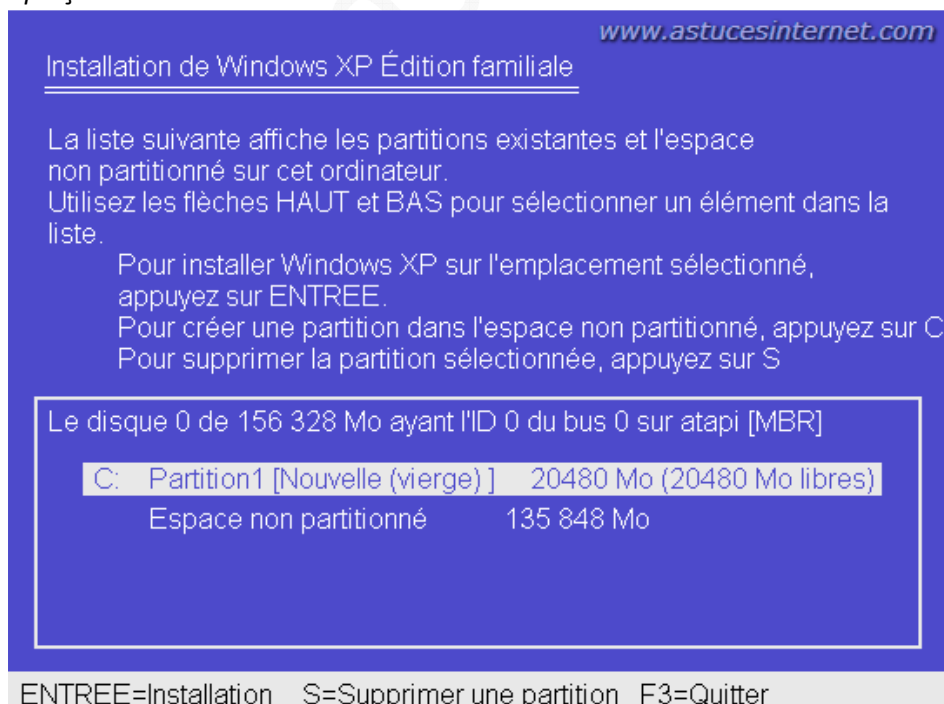 www.astucesinternet.com
Installation de Windows XP Édition familiale
La liste suivante affiche les partitions existantes et l'espace
non partitionné sur cet ordinateur.
Utilisez les flèches HAUT et BAS pour sélectionner un élément dans la
liste.
Pour installer Windows XP sur l'emplacement sélectionné,
appuyez sur ENTREE.
Pour créer une partition dans l'espace non partitionné, appuyez sur C
Pour supprimer la partition sélectionnée, appuyez sur S
Le disque 0 de 156 328 Mo ayant l'ID 0 du bus 0 sur atapi [MBR]
C: Partition1 [Nouvelle (vierge) ] 20480 Mo (20480 Mo libres)
Espace non partitionné 135 848 Mo
ENTREE=Installation S=Supprimer une partition F3=Quitter